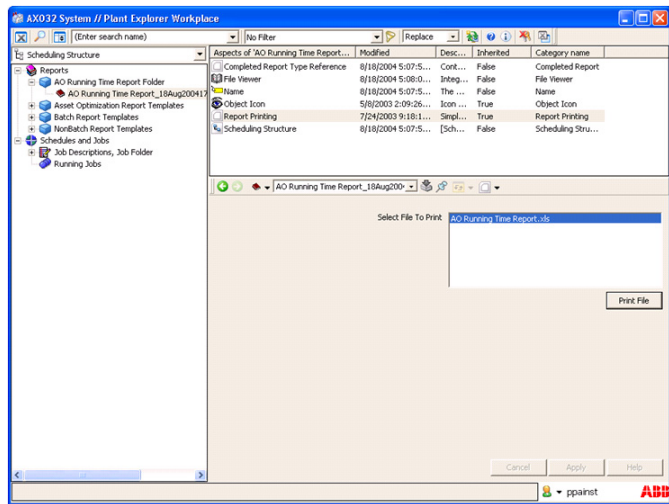 AXO32 System // Plant Explorer Workplace
(Enter search name) No Filter Replace
Scheduling Structure
Reports
AO Running Time Report Folder
AO Running Time Report_18Aug200417
Asset Optimization Report Templates
Batch Report Templates
NonBatch Report Templates
Schedules and Jobs
Job Descriptions, Job Folder
Running Jobs
Aspects of 'AO Running Time Report... Modified Desc... Inherited Category name
Completed Report Type Reference 8/18/2004 5:07:5... Cont... False Completed Report
File Viewer 8/18/2004 5:08:0... Integ... False File Viewer
Name 8/18/2004 5:07:5... The ... False Name
Object Icon 5/8/2003 2:09:26... Icon ... True Object Icon
Report Printing 7/24/2003 9:18:1... Simpl... True Report Printing
Scheduling Structure 8/18/2004 5:07:5... [Sch... False Scheduling Stru...
AO Running Time Report_18Aug200
Select File To Print AO Running Time Report.xls
Print File
Cancel Apply Help
ppainst ABB